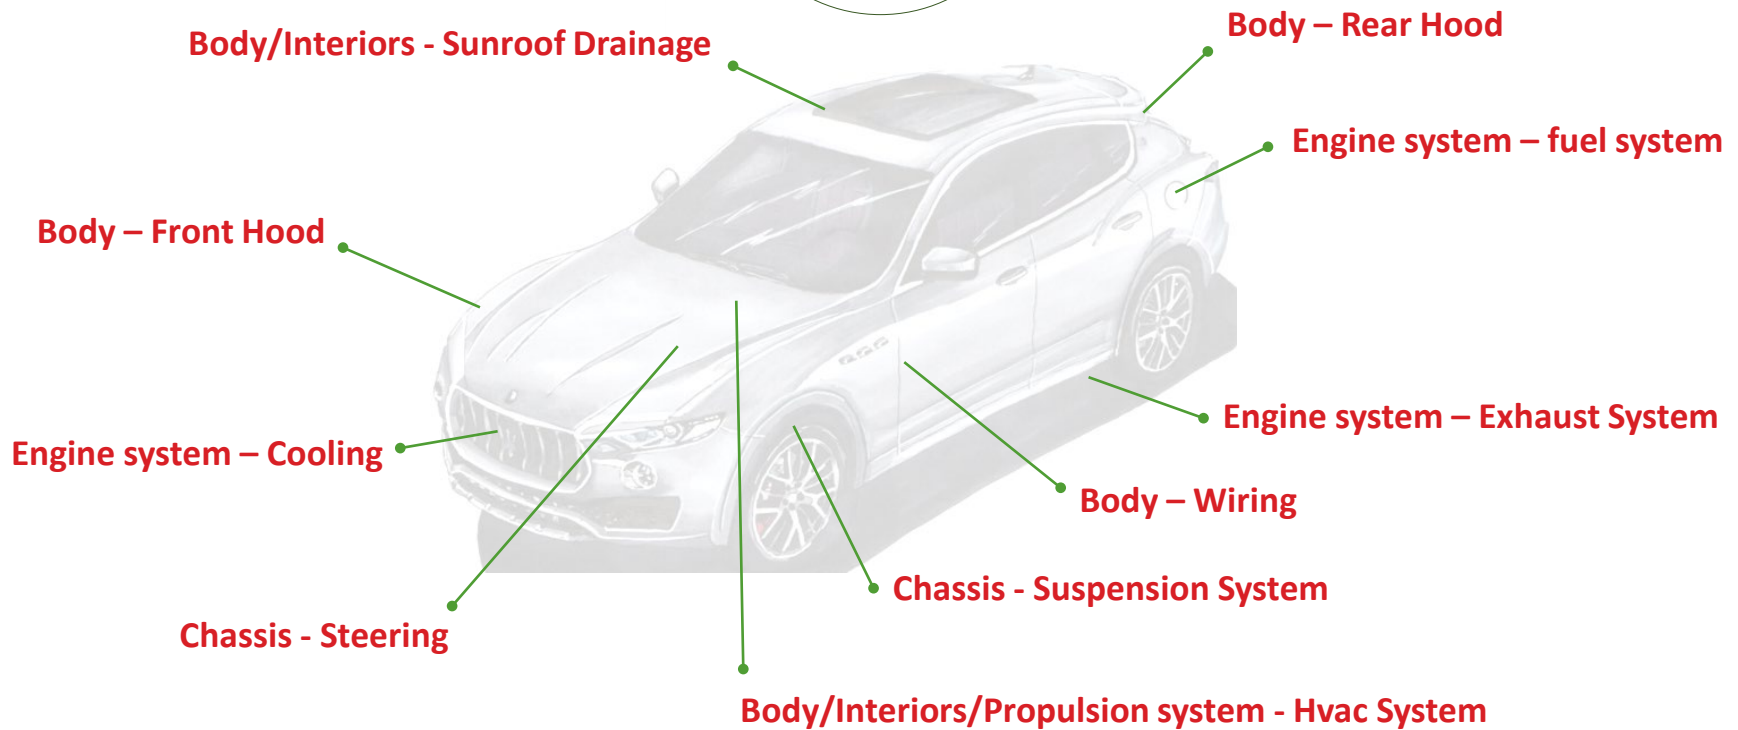 Body – Rear Hood
Body/Interiors - Sunroof Drainage
Engine system – fuel system
Body – Front Hood
Engine system – Exhaust System
Engine system – Cooling
Body – Wiring
Chassis - Suspension System
Chassis - Steering
Body/Interiors/Propulsion system - Hvac System